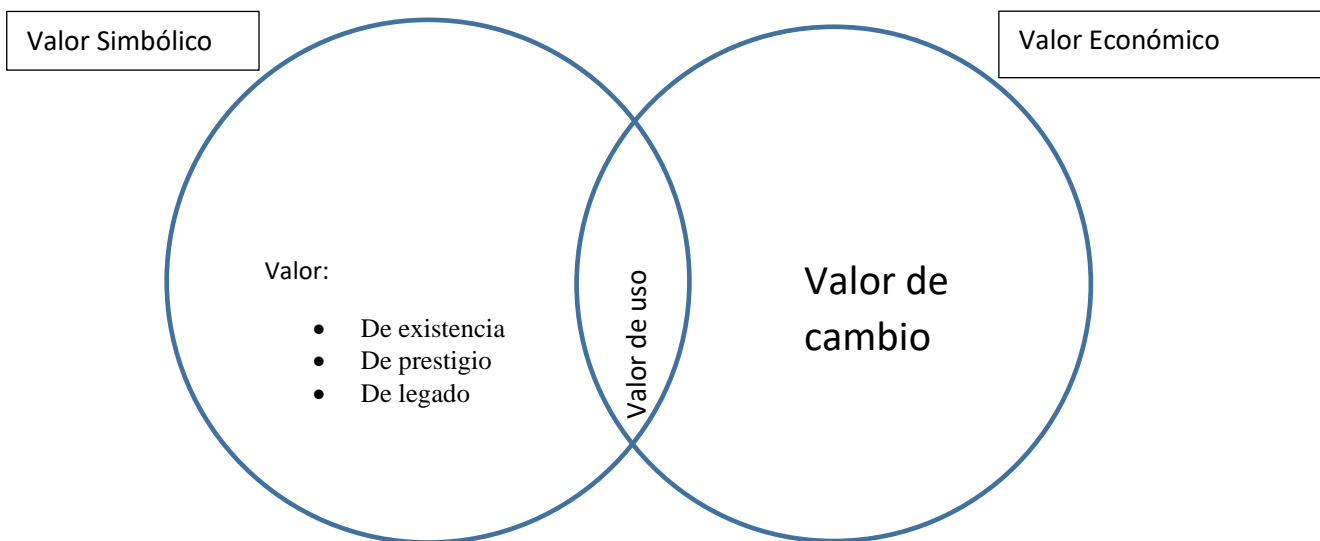 Valor Simbólico
Valor Económico
Valor:
• De existencia
• De prestigio
• De legado
Valor de uso
Valor de
cambio